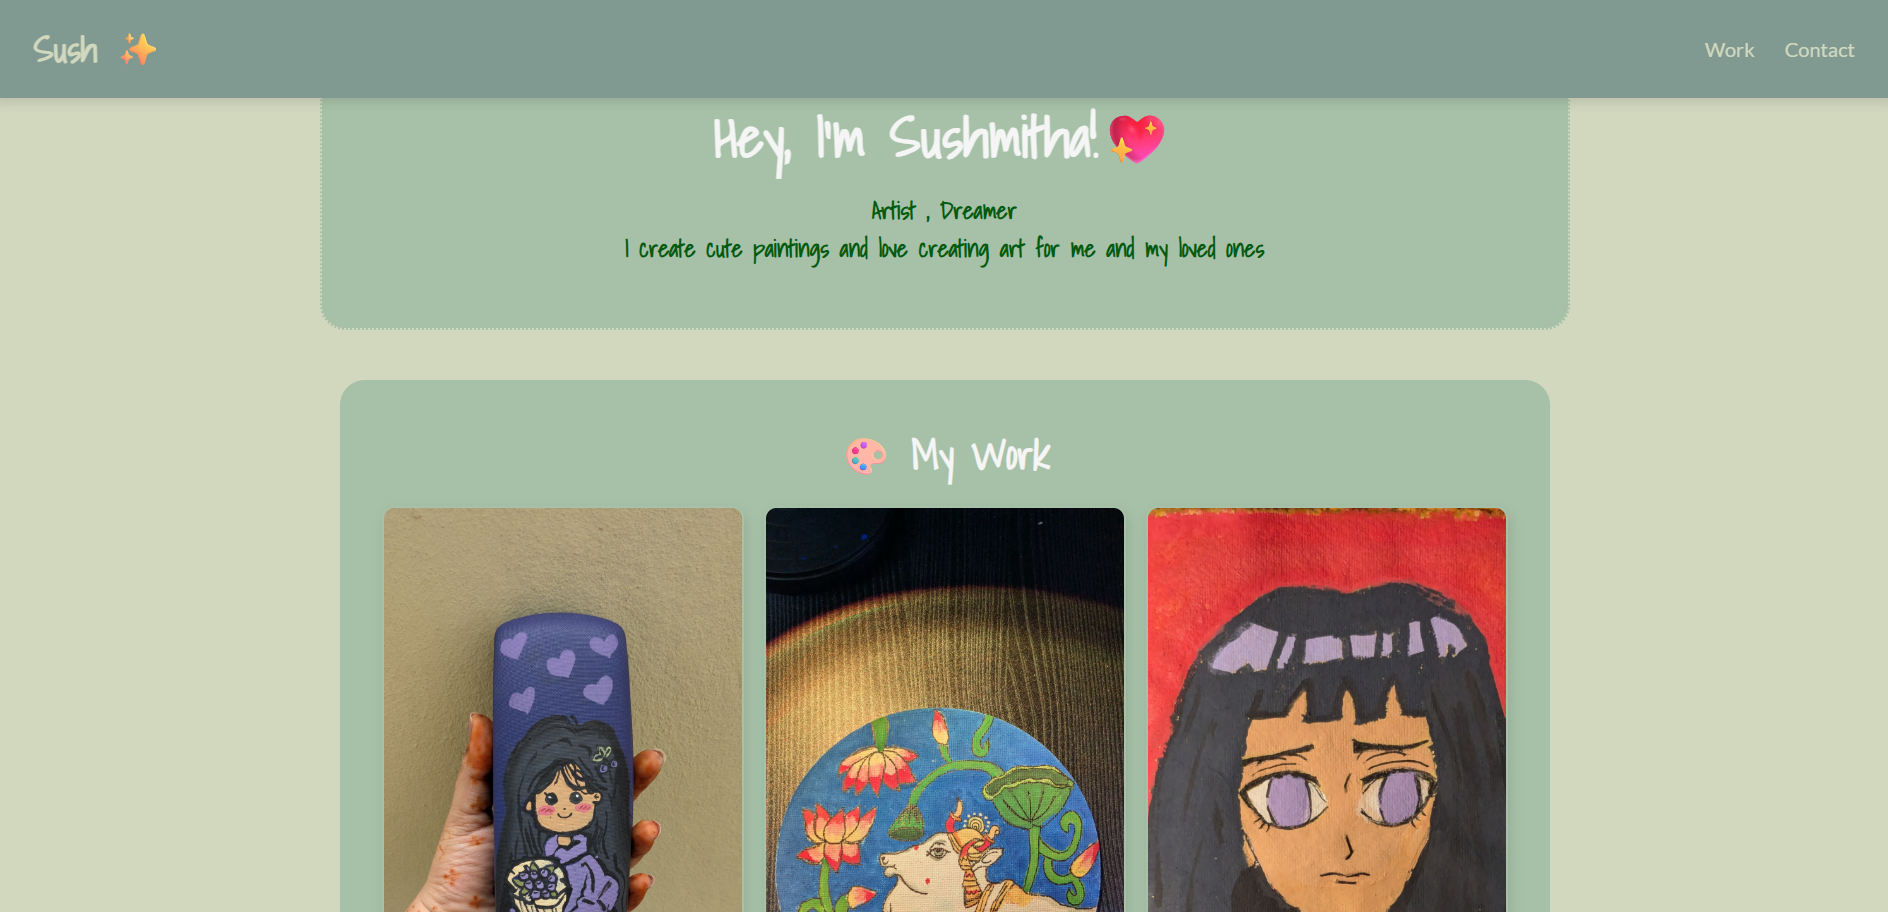 Sush ✨
Work
Contact
Hey, I'm Sushmitha!💖
Artist , Dreamer
I create cute paintings and love creating art for me and my loved ones
🎨 My Work